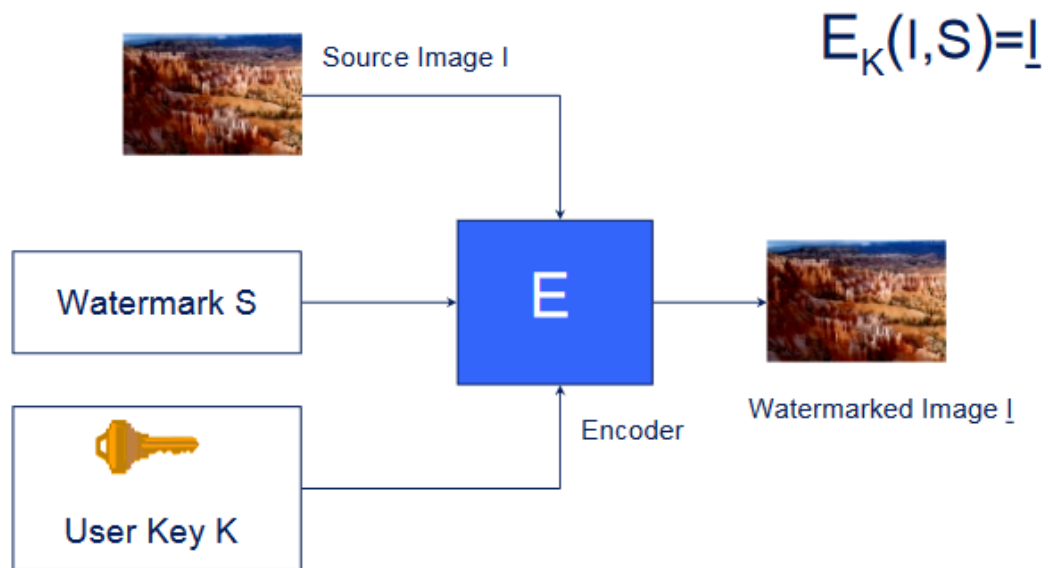 Source Image I
E_K(I,S)=I̲
Watermark S
E
Encoder
Watermarked Image I̲
User Key K